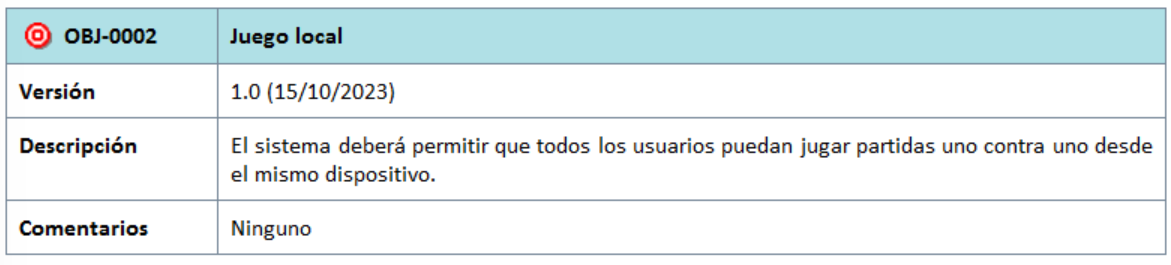 OBJ-0002 Juego local
Versión 1.0 (15/10/2023)
Descripción El sistema deberá permitir que todos los usuarios puedan jugar partidas uno contra uno desde
el mismo dispositivo.
Comentarios Ninguno